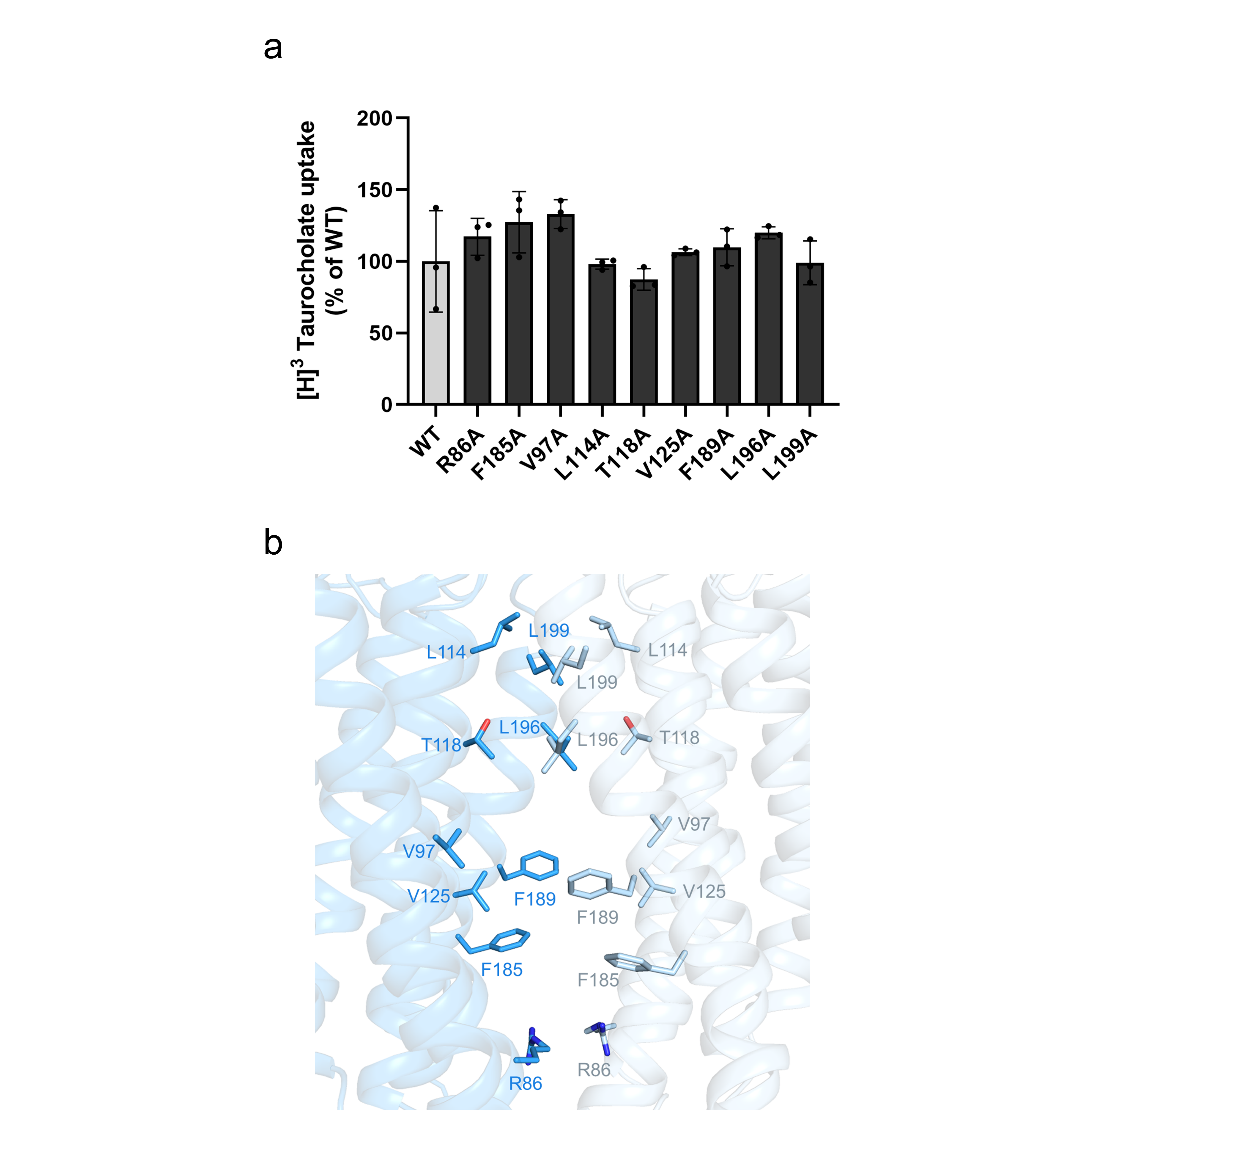 a
200
150
100
50
0
[H]³ Taurocholate uptake
(% of WT)
WT
R86A
F185A
V97A
L114A
T118A
V125A
F189A
L196A
L199A
b
L114
L199
L114
L199
T118
L196
L196
T118
V97
V97
V125
F189
F189
V125
F185
F185
R86
R86